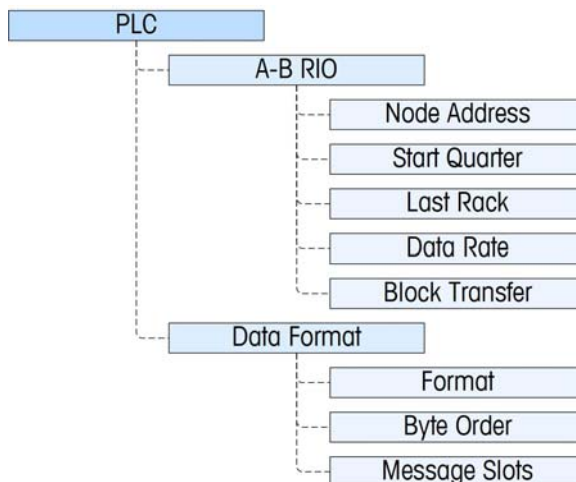 PLC
A-B RIO
Node Address
Start Quarter
Last Rack
Data Rate
Block Transfer
Data Format
Format
Byte Order
Message Slots